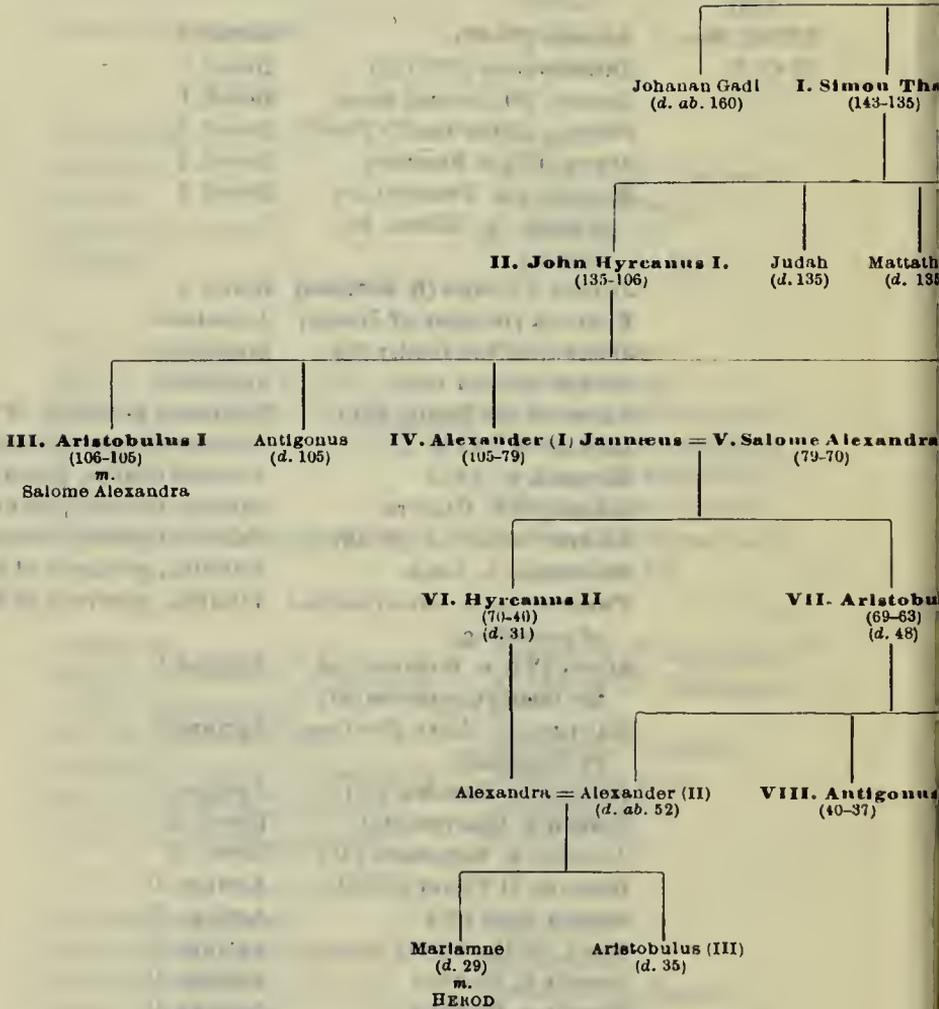 Johanan Gadi
(d. ab. 160)
I. Simon Tha
(143-135)
II. John Hyrcanus I.
(135-106)
Judah
(d. 135)
Mattath
(d. 135
III. Aristobulus I
(106-105)
m.
Salome Alexandra
Antigonus
(d. 105)
IV. Alexander (I) Jannæus = V. Salome Alexandra
(105-79)
(79-70)
VI. Hyrcanus II
(70-40)
(d. 31)
VII. Aristobu
(69-63)
(d. 48)
Alexandra = Alexander (II)
(d. ab. 52)
VIII. Antigonus
(40-37)
Mariamne
(d. 29)
m.
HEROD
Aristobulus (III)
(d. 35)